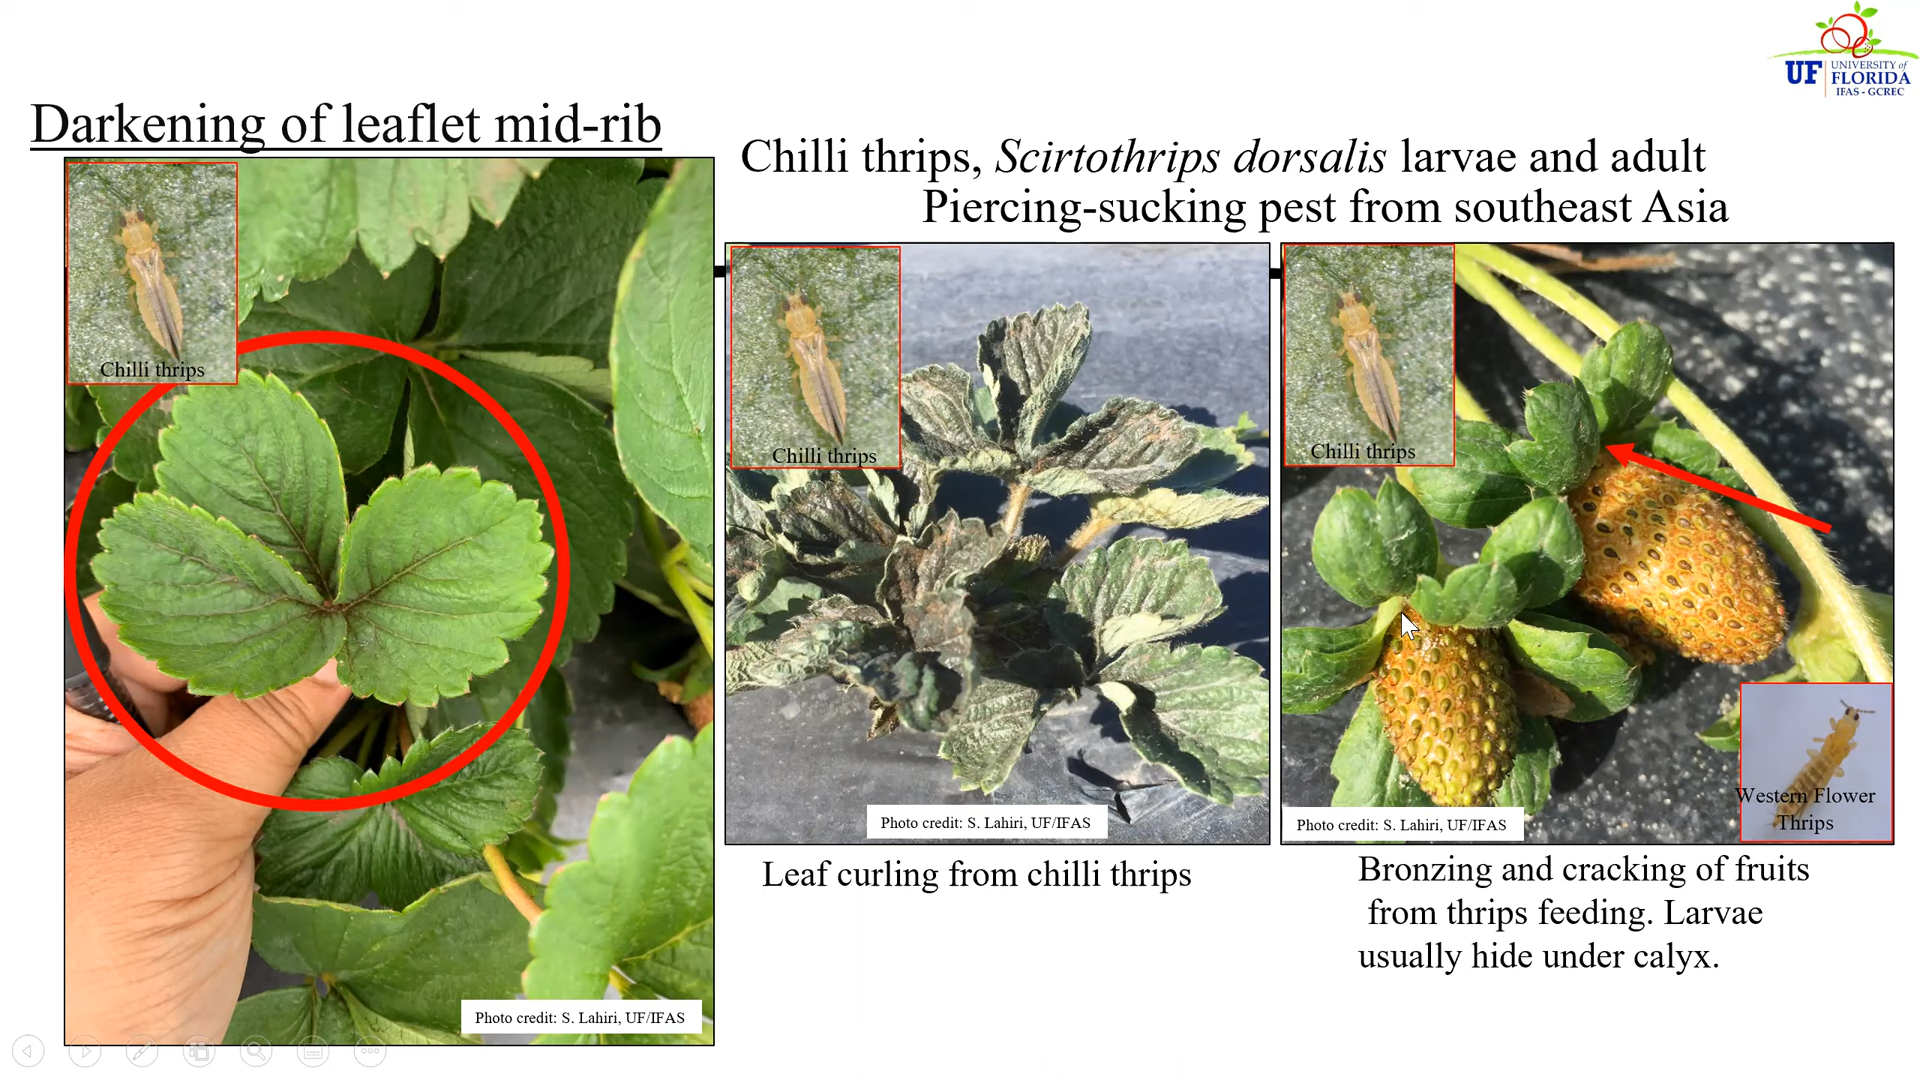 UF UNIVERSITY of
FLORIDA
IFAS - GCREC
Darkening of leaflet mid-rib
Chilli thrips, Scirtothrips dorsalis larvae and adult
Piercing-sucking pest from southeast Asia
Chilli thrips
Chilli thrips
Chilli thrips
Western Flower
Thrips
Photo credit: S. Lahiri, UF/IFAS
Photo credit: S. Lahiri, UF/IFAS
Leaf curling from chilli thrips
Bronzing and cracking of fruits
from thrips feeding. Larvae
usually hide under calyx.
Photo credit: S. Lahiri, UF/IFAS